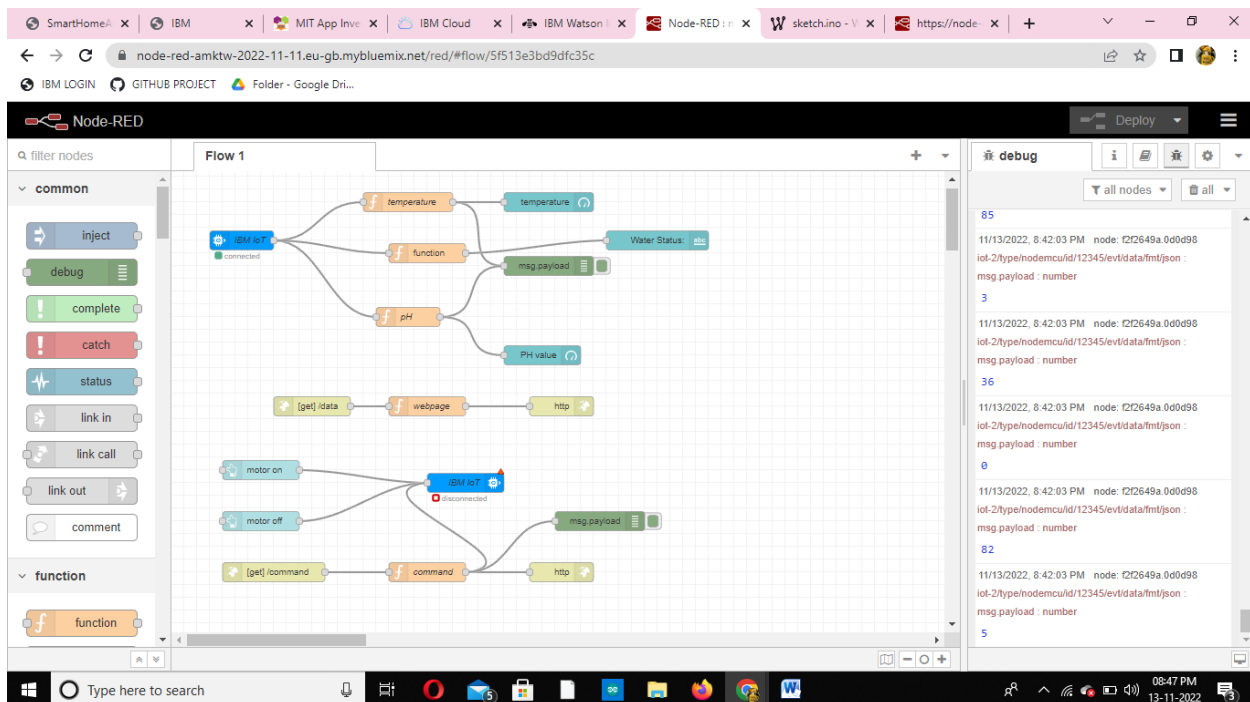 SmartHomeA
IBM
MIT App Inve
IBM Cloud
IBM Watson
Node-RED : n
sketch.ino - W
https://node-
node-red-amktw-2022-11-11.eu-gb.mybluemix.net/red/#flow/5f513e3bd9dfc35c
IBM LOGIN GITHUB PROJECT Folder - Google Dri...
Node-RED
Deploy
filter nodes
common
inject
debug
complete
catch
status
link in
link call
link out
comment
function
function
Flow 1
temperature
temperature
IBM IoT
connected
function
Water Status:
abc
msg.payload
pH
PH value
[get] /data
webpage
http
motor on
IBM IoT
disconnected
motor off
msg.payload
[get] /command
command
http
debug
i
all nodes
all
85
11/13/2022, 8:42:03 PM node: f2f2649a.0d0d98
iot-2/type/nodemcu/id/12345/evt/data/fmt/json :
msg.payload : number
3
11/13/2022, 8:42:03 PM node: f2f2649a.0d0d98
iot-2/type/nodemcu/id/12345/evt/data/fmt/json :
msg.payload : number
36
11/13/2022, 8:42:03 PM node: f2f2649a.0d0d98
iot-2/type/nodemcu/id/12345/evt/data/fmt/json :
msg.payload : number
0
11/13/2022, 8:42:03 PM node: f2f2649a.0d0d98
iot-2/type/nodemcu/id/12345/evt/data/fmt/json :
msg.payload : number
82
11/13/2022, 8:42:03 PM node: f2f2649a.0d0d98
iot-2/type/nodemcu/id/12345/evt/data/fmt/json :
msg.payload : number
5
Type here to search
5
08:47 PM
13-11-2022
3